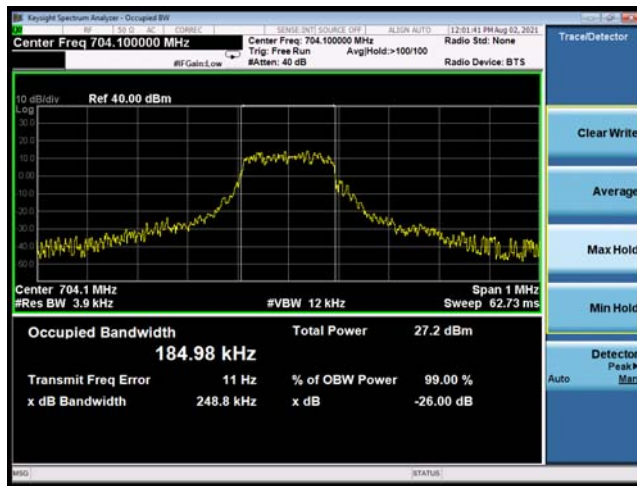 Keysight Spectrum Analyzer - Occupied BW
RF 50 Ω AC CORREC SENSE:INT SOURCE OFF ALIGN AUTO 12:01:41 PM Aug 02, 2021
Center Freq 704.100000 MHz
Center Freq: 704.100000 MHz
Radio Std: None
Trig: Free Run Avg|Hold:>100/100
#IFGain:Low #Atten: 40 dB Radio Device: BTS
Trace/Detector
10 dB/div Ref 40.00 dBm
Log
30.0
20.0
10.0
0.00
-10.0
-20.0
-30.0
-40.0
-50.0
Center 704.1 MHz Span 1 MHz
#Res BW 3.9 kHz #VBW 12 kHz Sweep 62.73 ms
Occupied Bandwidth Total Power 27.2 dBm
184.98 kHz
Transmit Freq Error 11 Hz % of OBW Power 99.00 %
x dB Bandwidth 248.8 kHz x dB -26.00 dB
Clear Write
Average
Max Hold
Min Hold
Detector
Peak▶
Auto Man
MSG STATUS